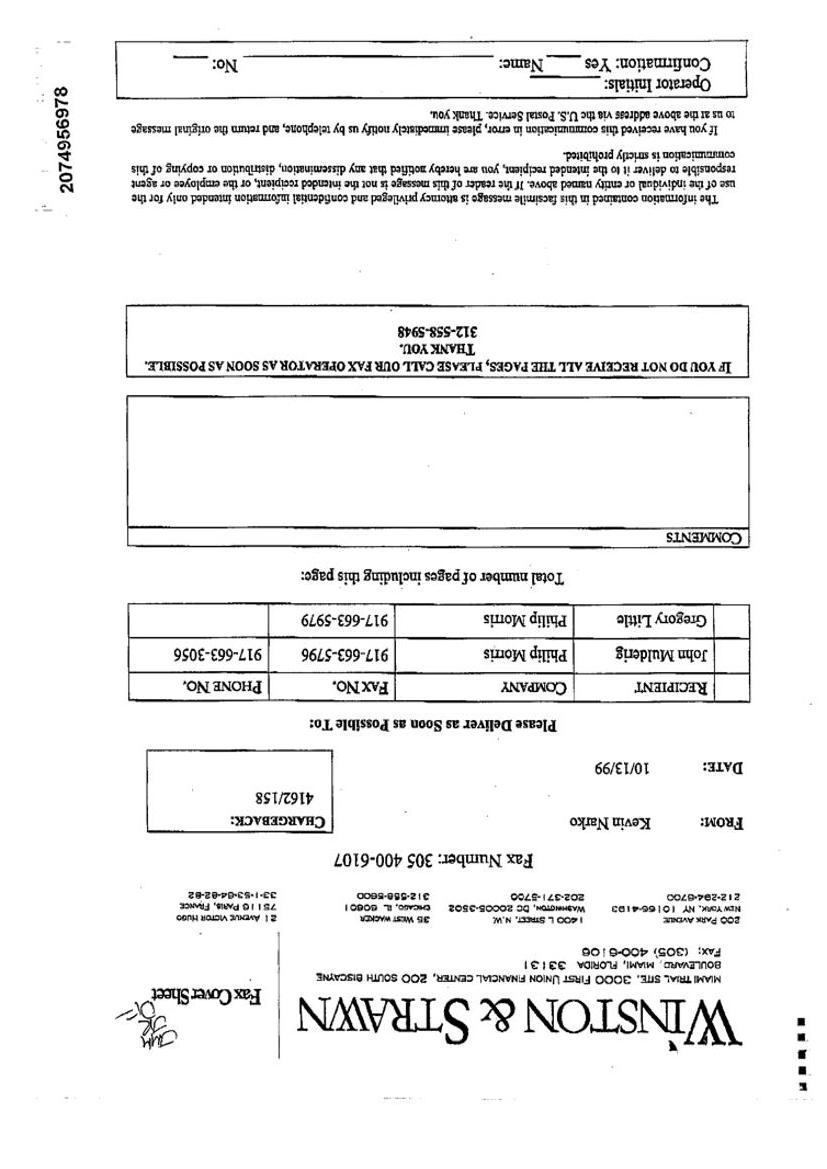 WINSTON & STRAWN
Fax Cover Sheet
MIAMI TRIAL SITE, 3000 FIRST UNION FINANCIAL CENTER, 200 SOUTH BISCAYNE
BOULEVARD, MIAMI, FLORIDA 33131
FAX: (305) 400-6106
200 PARK AVENUE
NEW YORK, NY 10166-4193
212-294-6700
1400 L STREET, N.W.
WASHINGTON, DC 20005-3502
202-371-5700
35 WEST WACKER
CHICAGO, IL 60601
312-558-5600
21 AVENUE VICTOR HUGO
75116 PARIS, FRANCE
33-1-53-64-82-82
Fax Number: 305 400-6107
FROM: Kevin Narko
CHARGEBACK:
4162/158
DATE: 10/13/99
Please Deliver as Soon as Possible To:
RECIPIENT COMPANY FAX NO. PHONE NO.
John Mulderig Philip Morris 917-663-5796 917-663-3056
Gregory Little Philip Morris 917-663-5979
Total number of pages including this page:
COMMENTS
IF YOU DO NOT RECEIVE ALL THE PAGES, PLEASE CALL OUR FAX OPERATOR AS SOON AS POSSIBLE.
THANK YOU.
312-558-5948
The information contained in this facsimile message is attorney privileged and confidential information intended only for the
use of the individual or entity named above. If the reader of this message is not the intended recipient, or the employee or agent
responsible to deliver it to the intended recipient, you are hereby notified that any dissemination, distribution or copying of this
communication is strictly prohibited.
If you have received this communication in error, please immediately notify us by telephone, and return the original message
to us at the above address via the U.S. Postal Service. Thank you.
Operator Initials:
Confirmation: Yes Name: No:
2074956978